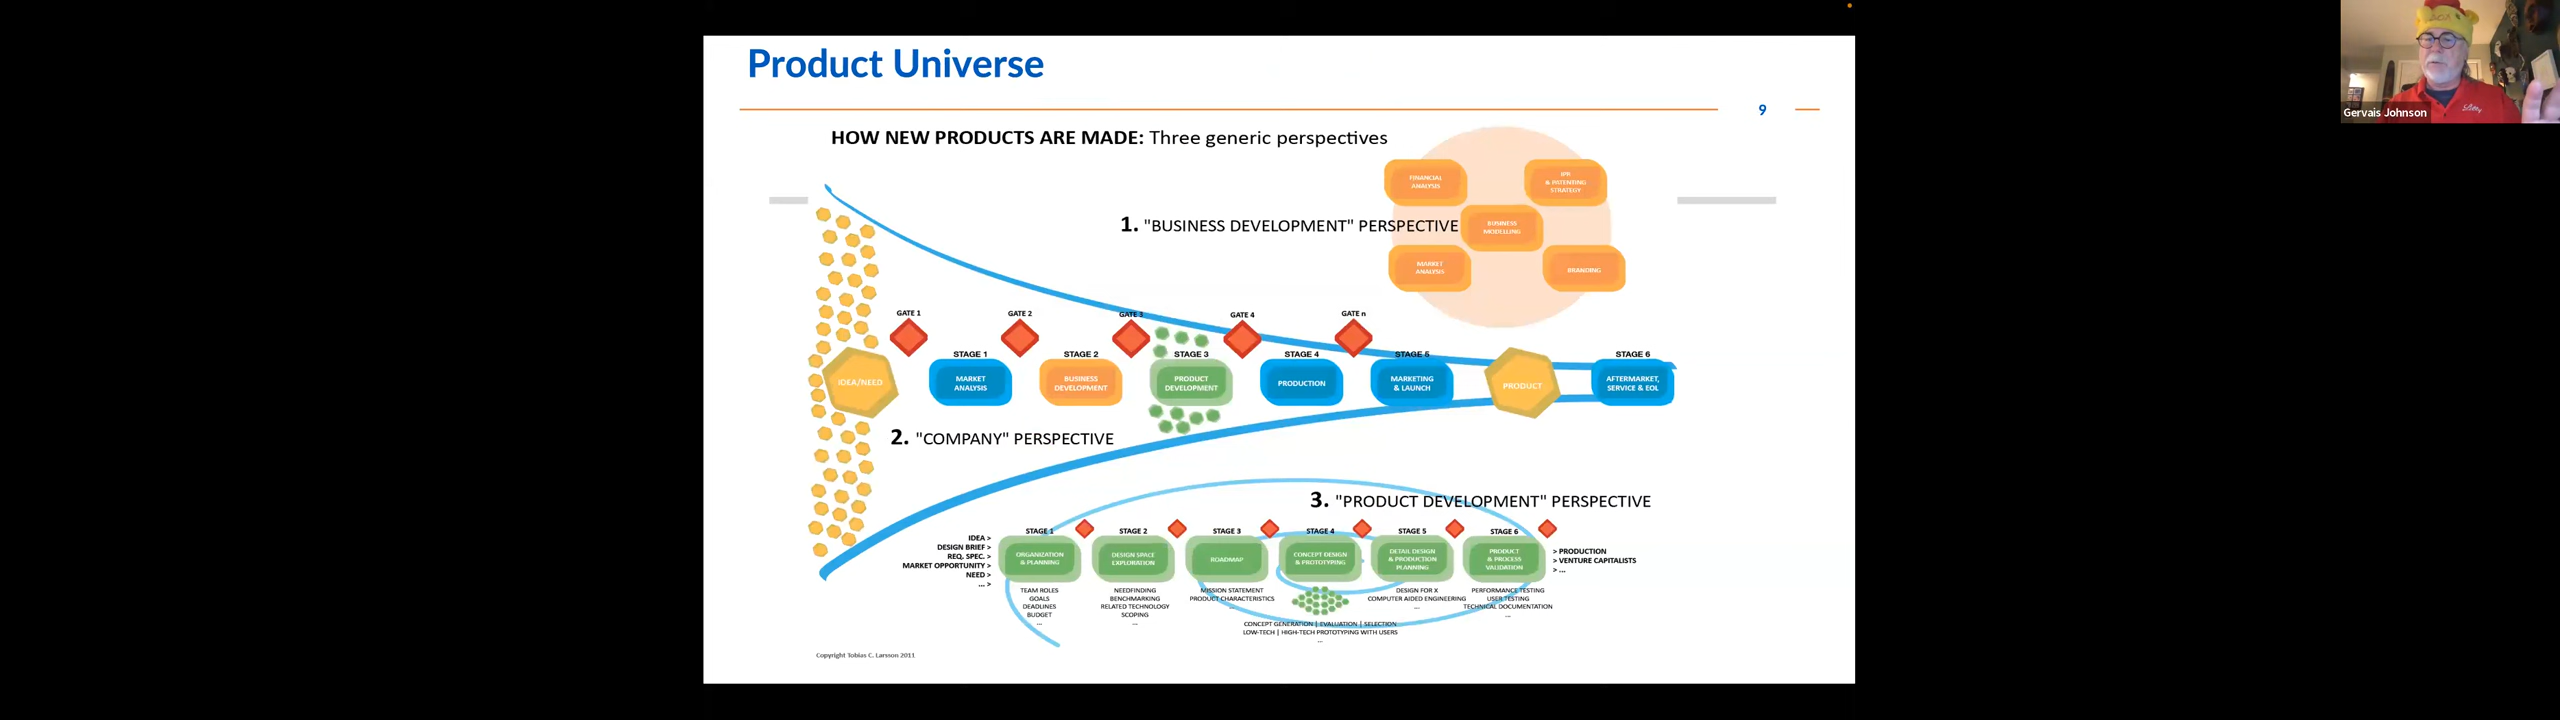 Product Universe
9
HOW NEW PRODUCTS ARE MADE: Three generic perspectives
FINANCIAL
ANALYSIS
IPR
& PATENTING
STRATEGY
1. "BUSINESS DEVELOPMENT" PERSPECTIVE
BUSINESS
MODELLING
MARKET
ANALYSIS
BRANDING
GATE 1
GATE 2
GATE 3
GATE 4
GATE n
STAGE 1
STAGE 2
STAGE 3
STAGE 4
STAGE 5
STAGE 6
IDEA/NEED
MARKET
ANALYSIS
BUSINESS
DEVELOPMENT
PRODUCT
DEVELOPMENT
PRODUCTION
MARKETING
& LAUNCH
PRODUCT
AFTERMARKET,
SERVICE & EOL
2. "COMPANY" PERSPECTIVE
3. "PRODUCT DEVELOPMENT" PERSPECTIVE
STAGE 1
STAGE 2
STAGE 3
STAGE 4
STAGE 5
STAGE 6
IDEA >
DESIGN BRIEF >
REQ. SPEC. >
MARKET OPPORTUNITY >
NEED >
... >
ORGANIZATION
& PLANNING
DESIGN SPACE
EXPLORATION
ROADMAP
CONCEPT DESIGN
& PROTOTYPING
DETAIL DESIGN
& PRODUCTION
PLANNING
PRODUCT
& PROCESS
VALIDATION
> PRODUCTION
> VENTURE CAPITALISTS
> ...
TEAM ROLES
GOALS
DEADLINES
BUDGET
...
NEEDFINDING
BENCHMARKING
RELATED TECHNOLOGY
SCOPING
...
MISSION STATEMENT
PRODUCT CHARACTERISTICS
...
CONCEPT GENERATION | EVALUATION | SELECTION
LOW-TECH | HIGH-TECH PROTOTYPING WITH USERS
...
DESIGN FOR X
COMPUTER AIDED ENGINEERING
...
PERFORMANCE TESTING
USER TESTING
TECHNICAL DOCUMENTATION
...
Copyright Tobias C. Larsson 2011
Gervais Johnson